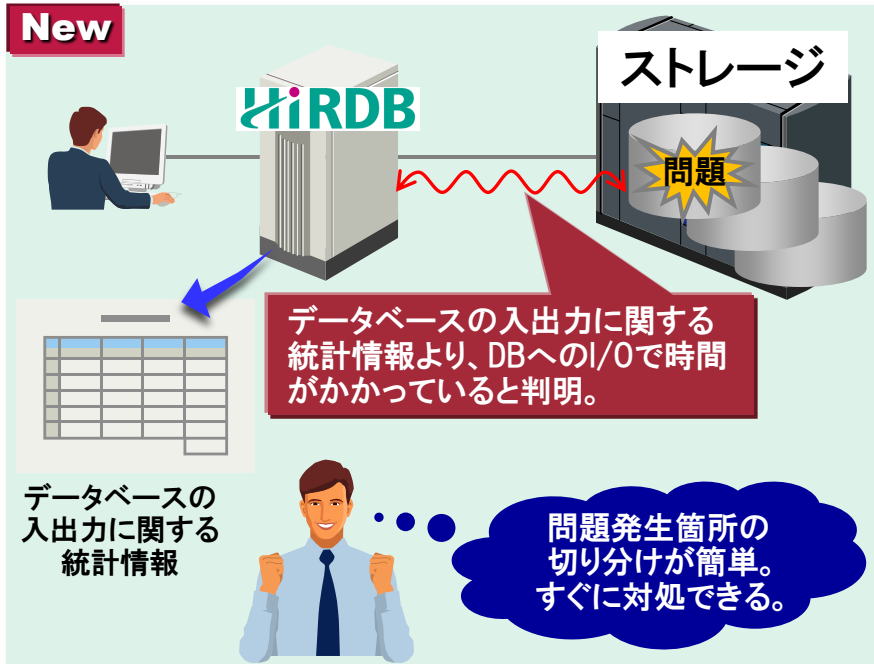 New
HiRDB
ストレージ
問題
データベースの入出力に関する
統計情報より、DBへのI/Oで時間
がかかっていると判明。
データベースの
入出力に関する
統計情報
問題発生箇所の
切り分けが簡単。
すぐに対処できる。